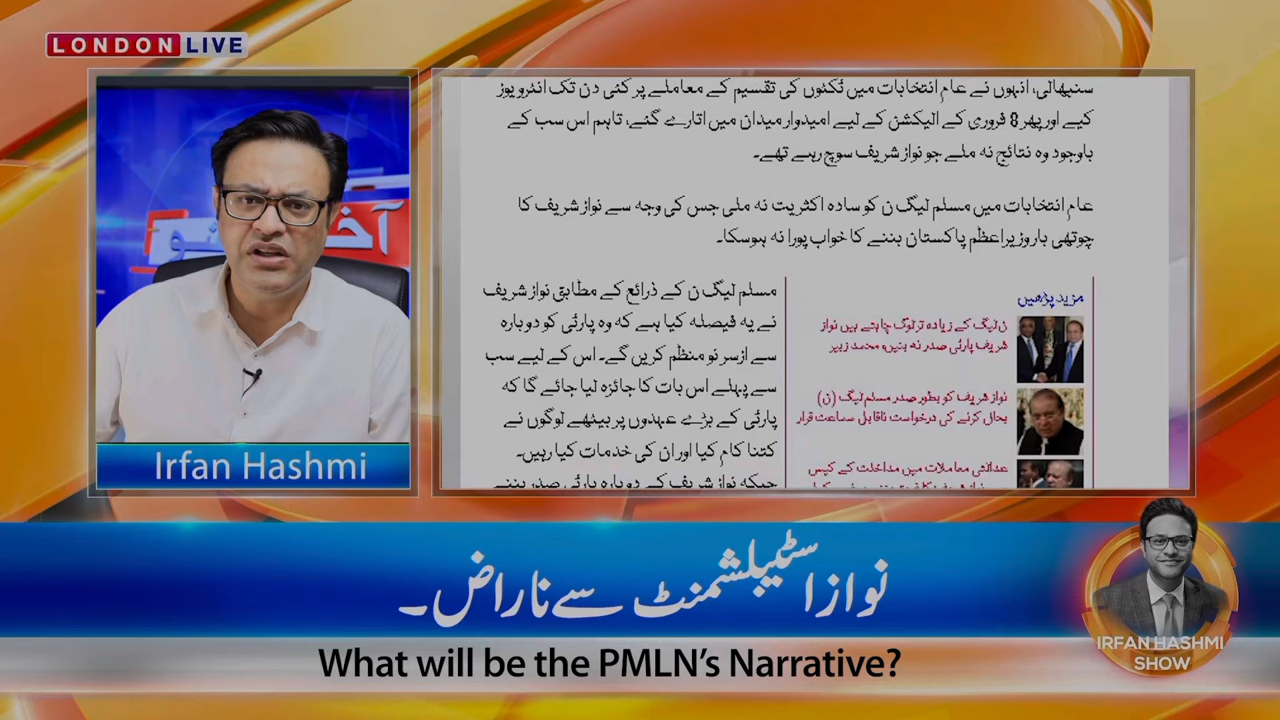 LONDON LIVE
سنبھالی، انہوں نے عام انتخابات میں ٹکٹوں کی تقسیم کے معاملے پر کئی دن تک انٹرویوز
کیے اور پھر 8 فروری کے الیکشن کے لیے امیدوار میدان میں اتارے گئے، تاہم اس سب کے
باوجود وہ نتائج نہ ملے جو نواز شریف سوچ رہے تھے۔
عام انتخابات میں مسلم لیگ ن کو سادہ اکثریت نہ ملی جس کی وجہ سے نواز شریف کا
چوتھی بار وزیراعظم پاکستان بننے کا خواب پورا نہ ہوسکا۔
مسلم لیگ ن کے ذرائع کے مطابق نواز شریف
نے یہ فیصلہ کیا ہے کہ وہ پارٹی کو دوبارہ
سے ازسر نو منظم کریں گے۔ اس کے لیے سب
سے پہلے اس بات کا جائزہ لیا جائے گا کہ
پارٹی کے بڑے عہدوں پر بیٹھے لوگوں نے
کتنا کام کیا اور ان کی خدمات کیا رہیں۔
جبکہ نواز شریف کے دوبارہ پارٹی صدر بننے
مزید پڑھیں
ن لیگ کے زیادہ تر لوگ چاہتے ہیں نواز
شریف پارٹی صدر نہ بنیں، محمد زبیر
نواز شریف کو بطور صدر مسلم لیگ (ن)
بحال کرنے کی درخواست ناقابل سماعت قرار
عدالتی معاملات میں مداخلت کے کیس
Irfan Hashmi
نواز اسٹیبلشمنٹ سے ناراض۔
What will be the PMLN's Narrative?
IRFAN HASHMI
SHOW